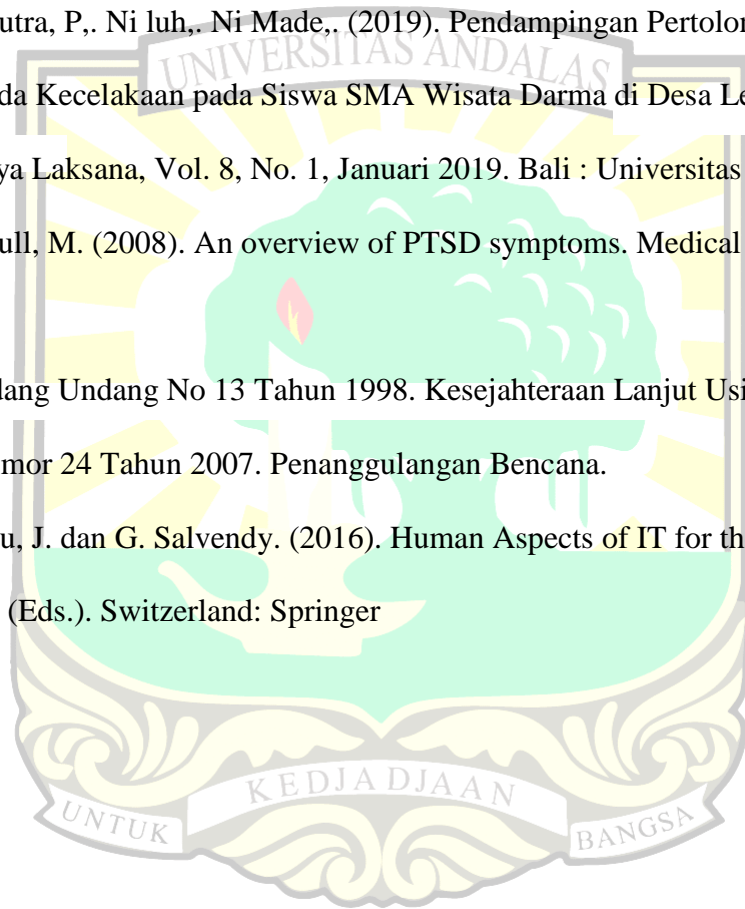 utra, P,. Ni luh,. Ni Made,. (2019). Pendampingan Pertolon
UNIVERSITAS ANDALAS
da Kecelakaan pada Siswa SMA Wisata Darma di Desa Le
ya Laksana, Vol. 8, No. 1, Januari 2019. Bali : Universitas
ull, M. (2008). An overview of PTSD symptoms. Medical
dang Undang No 13 Tahun 1998. Kesejahteraan Lanjut Usi
mor 24 Tahun 2007. Penanggulangan Bencana.
u, J. dan G. Salvendy. (2016). Human Aspects of IT for th
(Eds.). Switzerland: Springer
KEDJADJAAN
UNTUK BANGSA